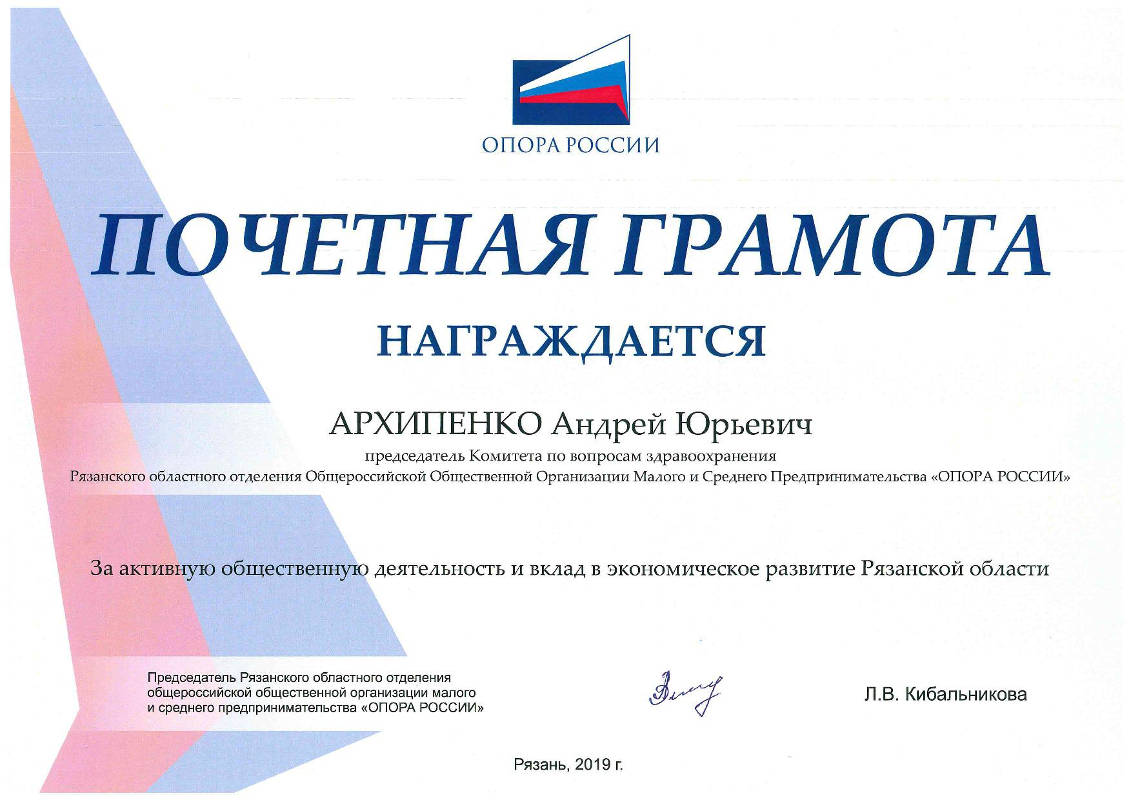 ОПОРА РОССИИ
ПОЧЕТНАЯ ГРАМОТА
НАГРАЖДАЕТСЯ
АРХИПЕНКО Андрей Юрьевич
председатель Комитета по вопросам здравоохранения
Рязанского областного отделения Общероссийской Общественной Организации Малого и Среднего Предпринимательства «ОПОРА РОССИИ»
За активную общественную деятельность и вклад в экономическое развитие Рязанской области
Председатель Рязанского областного отделения
общероссийской общественной организации малого
и среднего предпринимательства «ОПОРА РОССИИ»
Л.В. Кибальникова
Рязань, 2019 г.